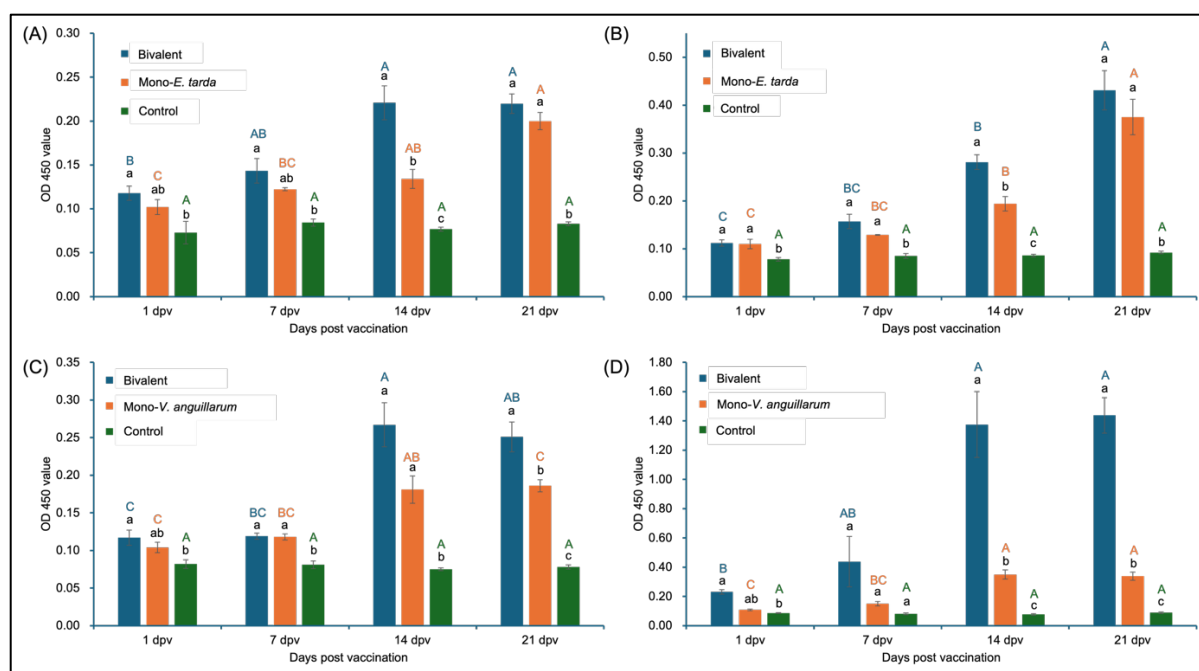 (A)
0.30
0.25
0.20
0.15
0.10
0.05
0.00
OD 450 value
Bivalent
Mono-E. tarda
Control
B
a
C
ab
A
b
AB
a
BC
ab
A
b
A
a
AB
b
A
c
A
a
A
a
A
b
1 dpv 7 dpv 14 dpv 21 dpv
Days post vaccination
(B)
0.50
0.40
0.30
0.20
0.10
0.00
OD 450 value
Bivalent
Mono-E. tarda
Control
C
a
C
a
A
b
BC
a
BC
a
A
b
B
a
B
b
A
c
A
a
A
a
A
b
1 dpv 7 dpv 14 dpv 21 dpv
Days post vaccination
(C)
0.35
0.30
0.25
0.20
0.15
0.10
0.05
0.00
OD 450 value
Bivalent
Mono-V. anguillarum
Control
C
a
C
ab
A
b
BC
a
BC
a
A
b
A
a
AB
a
A
b
AB
a
C
b
A
c
1 dpv 7 dpv 14 dpv 21 dpv
Days post vaccination
(D)
1.80
1.60
1.40
1.20
1.00
0.80
0.60
0.40
0.20
0.00
OD 450 value
Bivalent
Mono-V. anguillarum
Control
B
a
C
ab
A
b
AB
a
BC
a
A
a
A
a
A
b
A
c
A
a
A
b
A
c
1 dpv 7 dpv 14 dpv 21 dpv
Days post vaccination